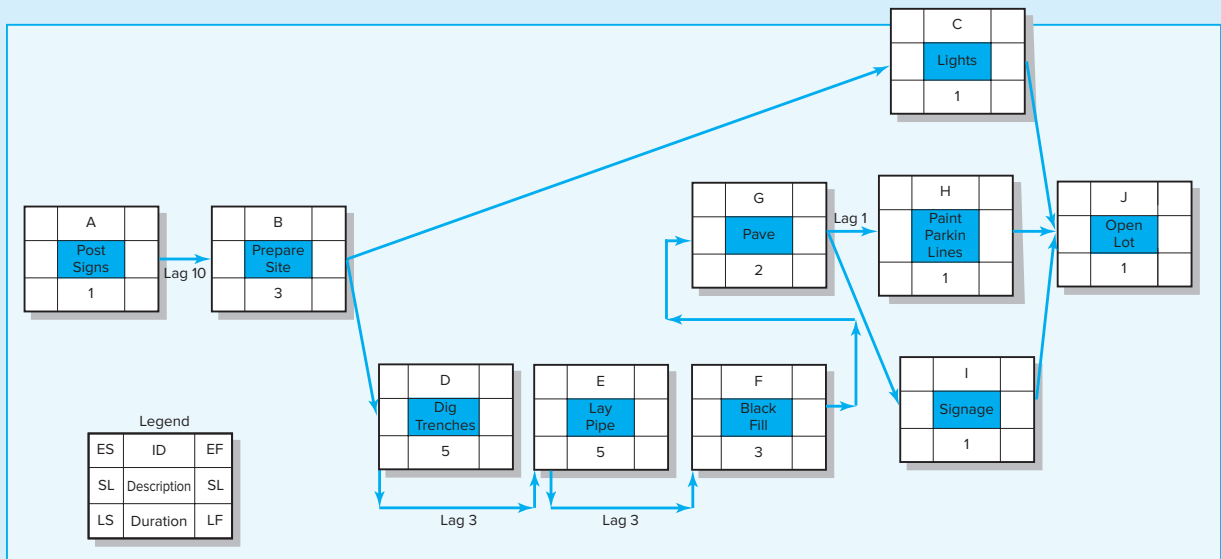 C
Lights
1
A
Post
Signs
1
Lag 10
B
Prepare
Site
3
G
Pave
2
Lag 1
H
Paint
Parkin
Lines
1
J
Open
Lot
1
D
Dig
Trenches
5
Lag 3
E
Lay
Pipe
5
Lag 3
F
Black
Fill
3
I
Signage
1
Legend
ES ID EF
SL Description SL
LS Duration LF